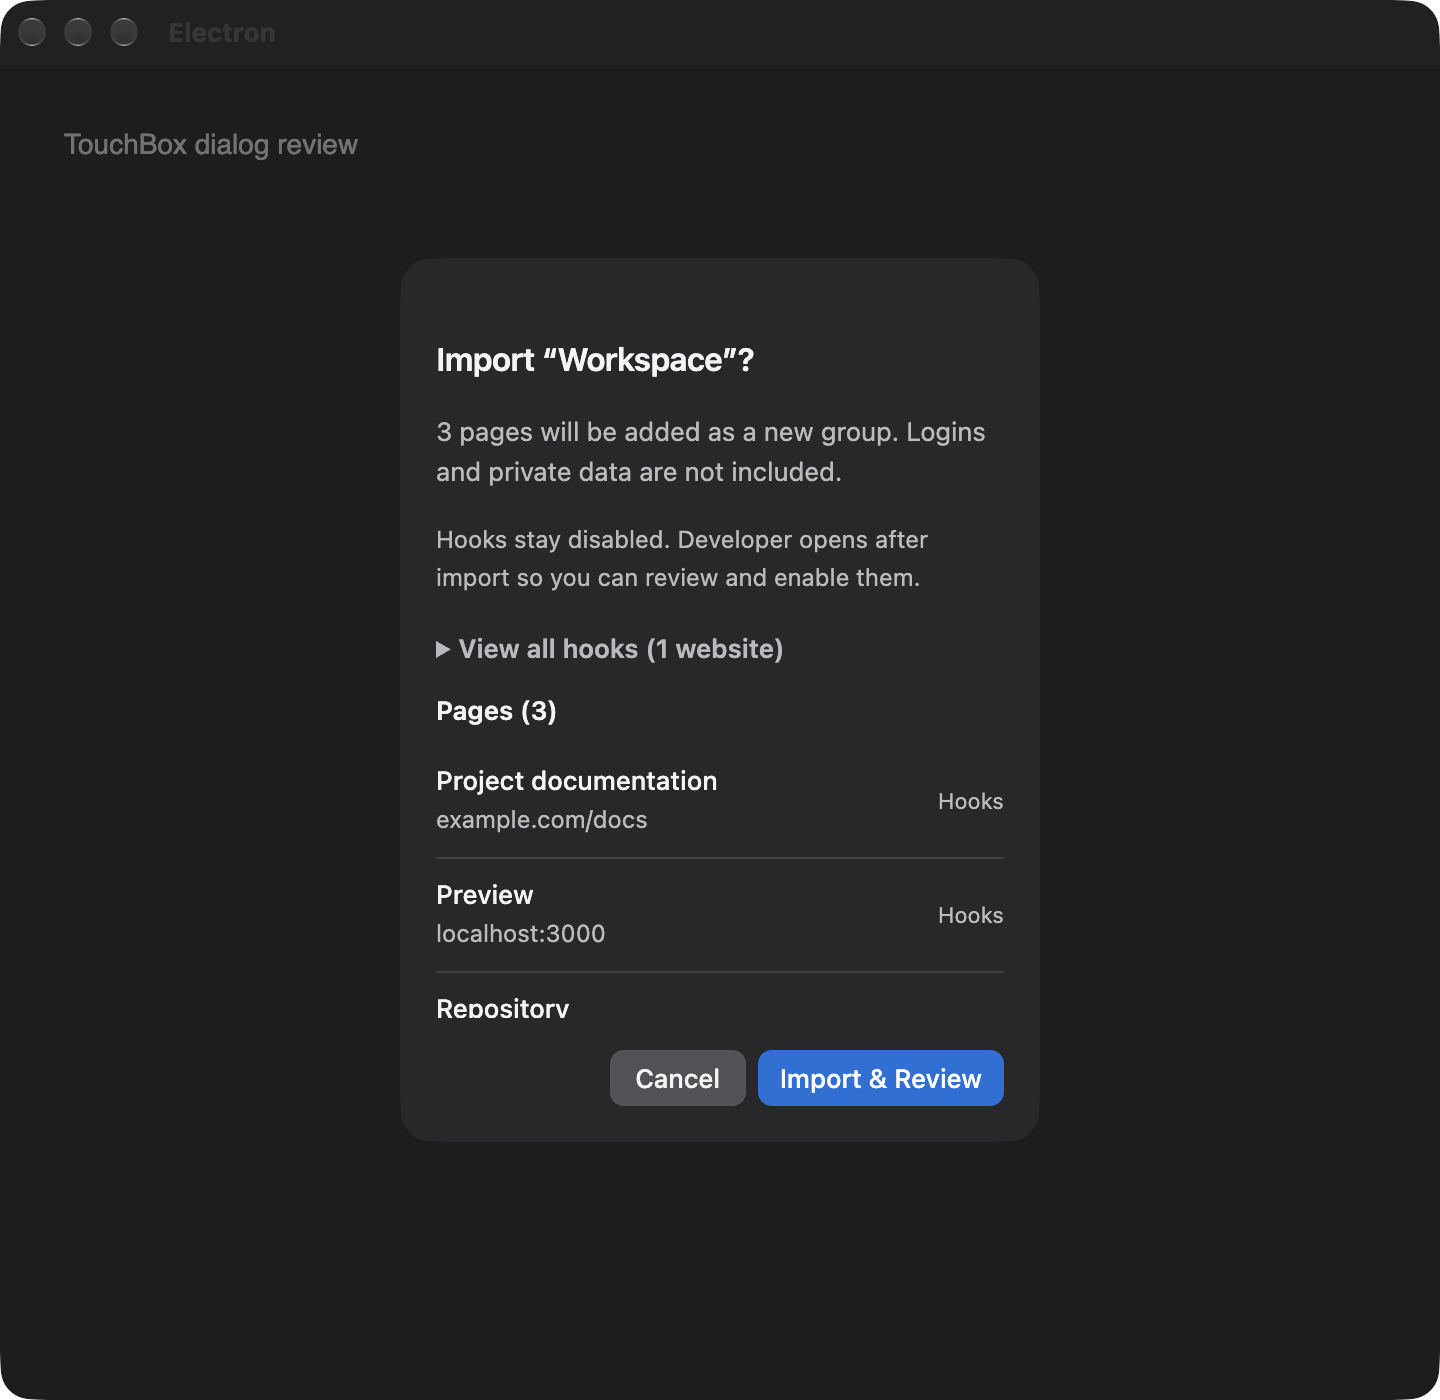 Electron
TouchBox dialog review
Import “Workspace”?
3 pages will be added as a new group. Logins
and private data are not included.
Hooks stay disabled. Developer opens after
import so you can review and enable them.
View all hooks (1 website)
Pages (3)
Project documentation
example.com/docs
Hooks
Preview
localhost:3000
Hooks
Repository
Cancel
Import & Review